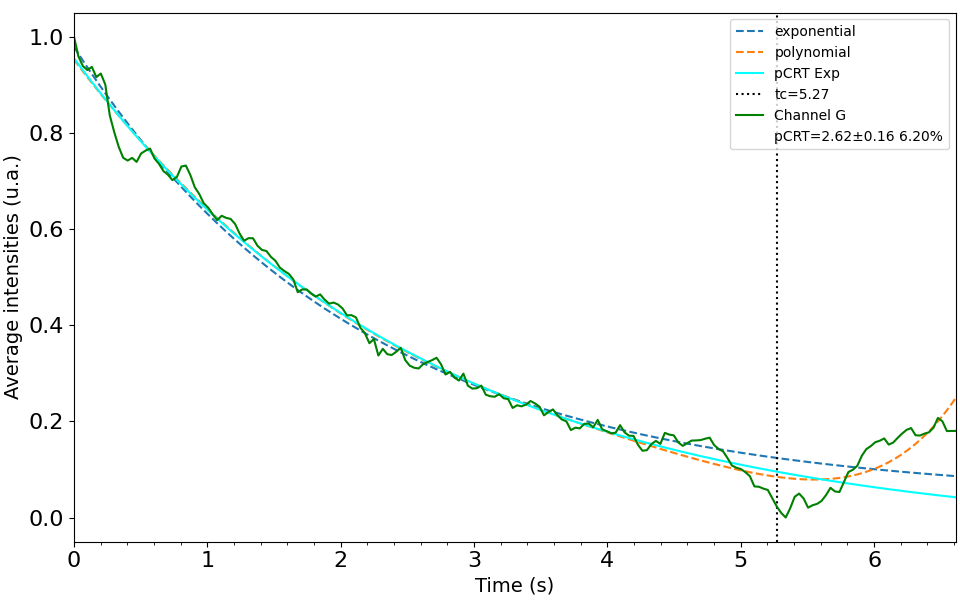 1.0
0.8
0.6
0.4
0.2
0.0
Average intensities (u.a.)
exponential
polynomial
pCRT Exp
tc=5.27
Channel G
pCRT=2.62±0.16 6.20%
0 1 2 3 4 5 6
Time (s)